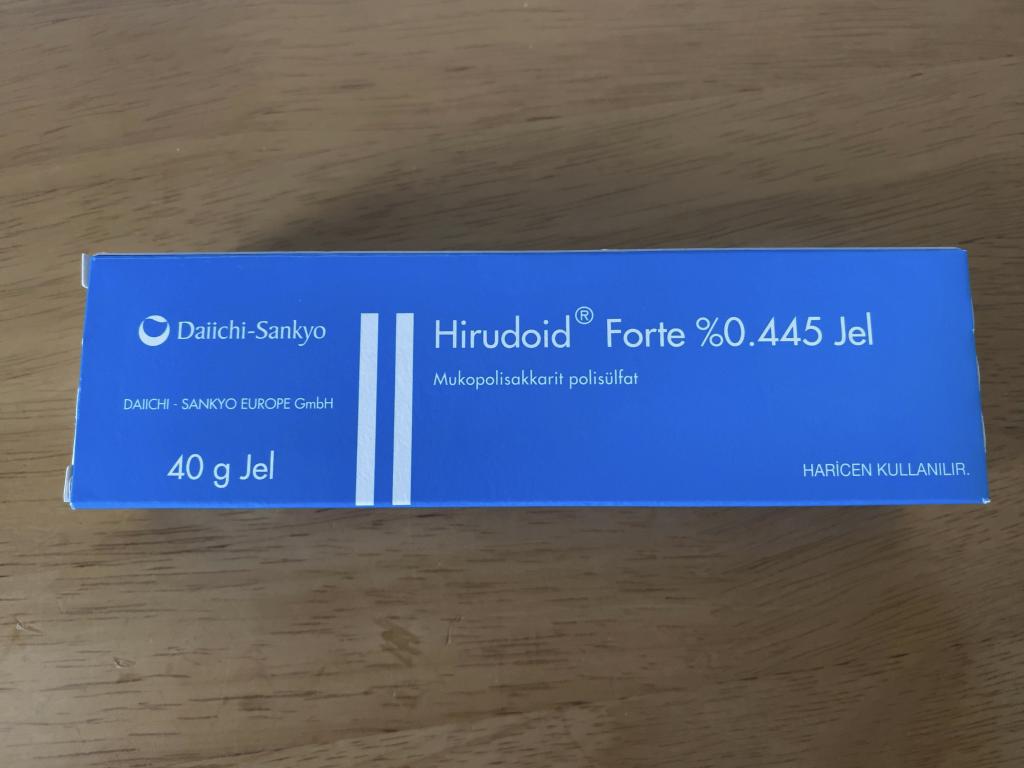 Daiichi-Sankyo
DAIICHI - SANKYO EUROPE GmbH
40 g Jel
Hirudoid® Forte %0.445 Jel
Mukopolisakkarit polisülfat
HARİCEN KULLANILIR.